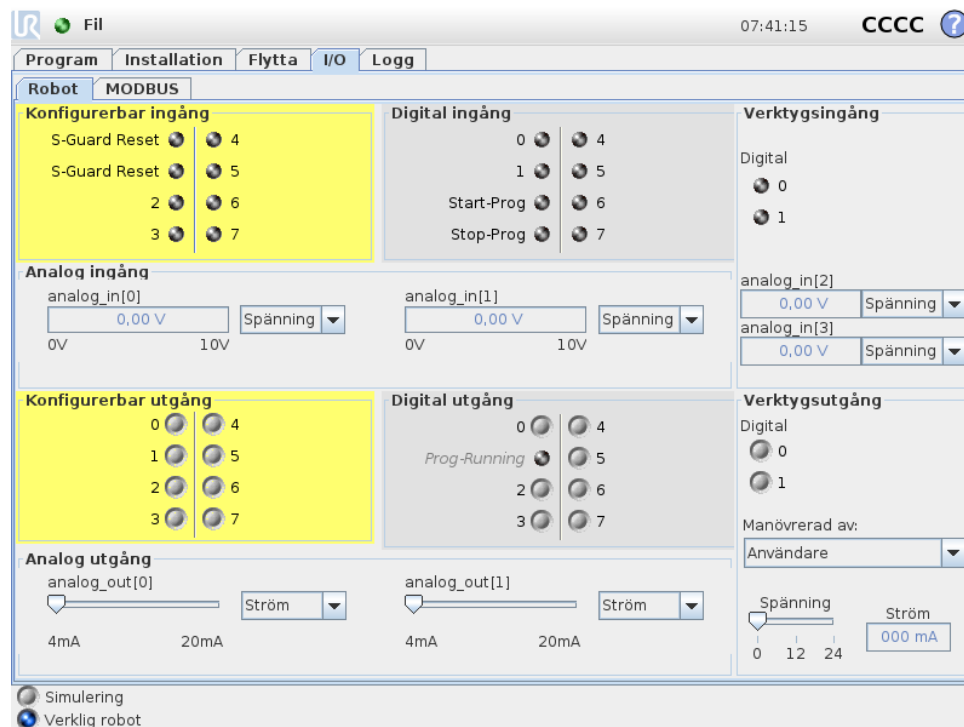 UR Fil 07:41:15 CCCC ?
Program Installation Flytta I/O Logg
Robot MODBUS
Konfigurerbar ingång
S-Guard Reset 4
S-Guard Reset 5
2 6
3 7
Digital ingång
0 4
1 5
Start-Prog 6
Stop-Prog 7
Verktygsingång
Digital
0
1
Analog ingång
analog_in[0]
0,00 V Spänning
0V 10V
analog_in[1]
0,00 V Spänning
0V 10V
analog_in[2]
0,00 V Spänning
analog_in[3]
0,00 V Spänning
Konfigurerbar utgång
0 4
1 5
2 6
3 7
Digital utgång
0 4
Prog-Running 5
2 6
3 7
Verktygsutgång
Digital
0
1
Manövrerad av:
Användare
Analog utgång
analog_out[0]
Ström
4mA 20mA
analog_out[1]
Ström
4mA 20mA
Spänning
0 12 24
Ström
000 mA
Simulering
Verklig robot